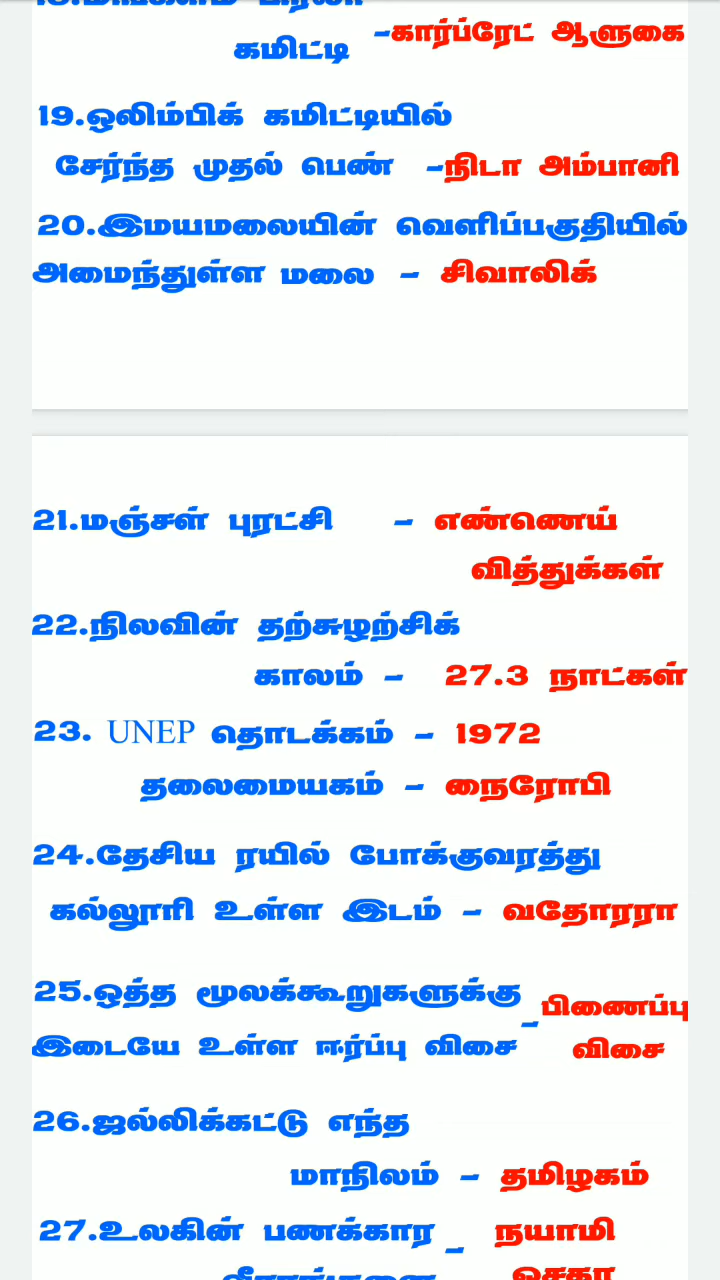 கமிட்டி -கார்ப்ரேட் ஆளுகை
19.ஒலிம்பிக் கமிட்டியில்
சேர்ந்த முதல் பெண் -நிடா அம்பானி
20.இமயமலையின் வெளிப்பகுதியில்
அமைந்துள்ள மலை - சிவாலிக்
21.மஞ்சள் புரட்சி - எண்ணெய்
வித்துக்கள்
22.நிலவின் தற்சுழற்சிக்
காலம் - 27.3 நாட்கள்
23. UNEP தொடக்கம் - 1972
தலைமையகம் - நைரோபி
24.தேசிய ரயில் போக்குவரத்து
கல்லூரி உள்ள இடம் - வதோரரா
25.ஒத்த மூலக்கூறுகளுக்கு
இடையே உள்ள ஈர்ப்பு விசை - பிணைப்பு
விசை
26.ஜல்லிக்கட்டு எந்த
மாநிலம் - தமிழகம்
27.உலகின் பணக்கார - நயாமி
ஒசகா